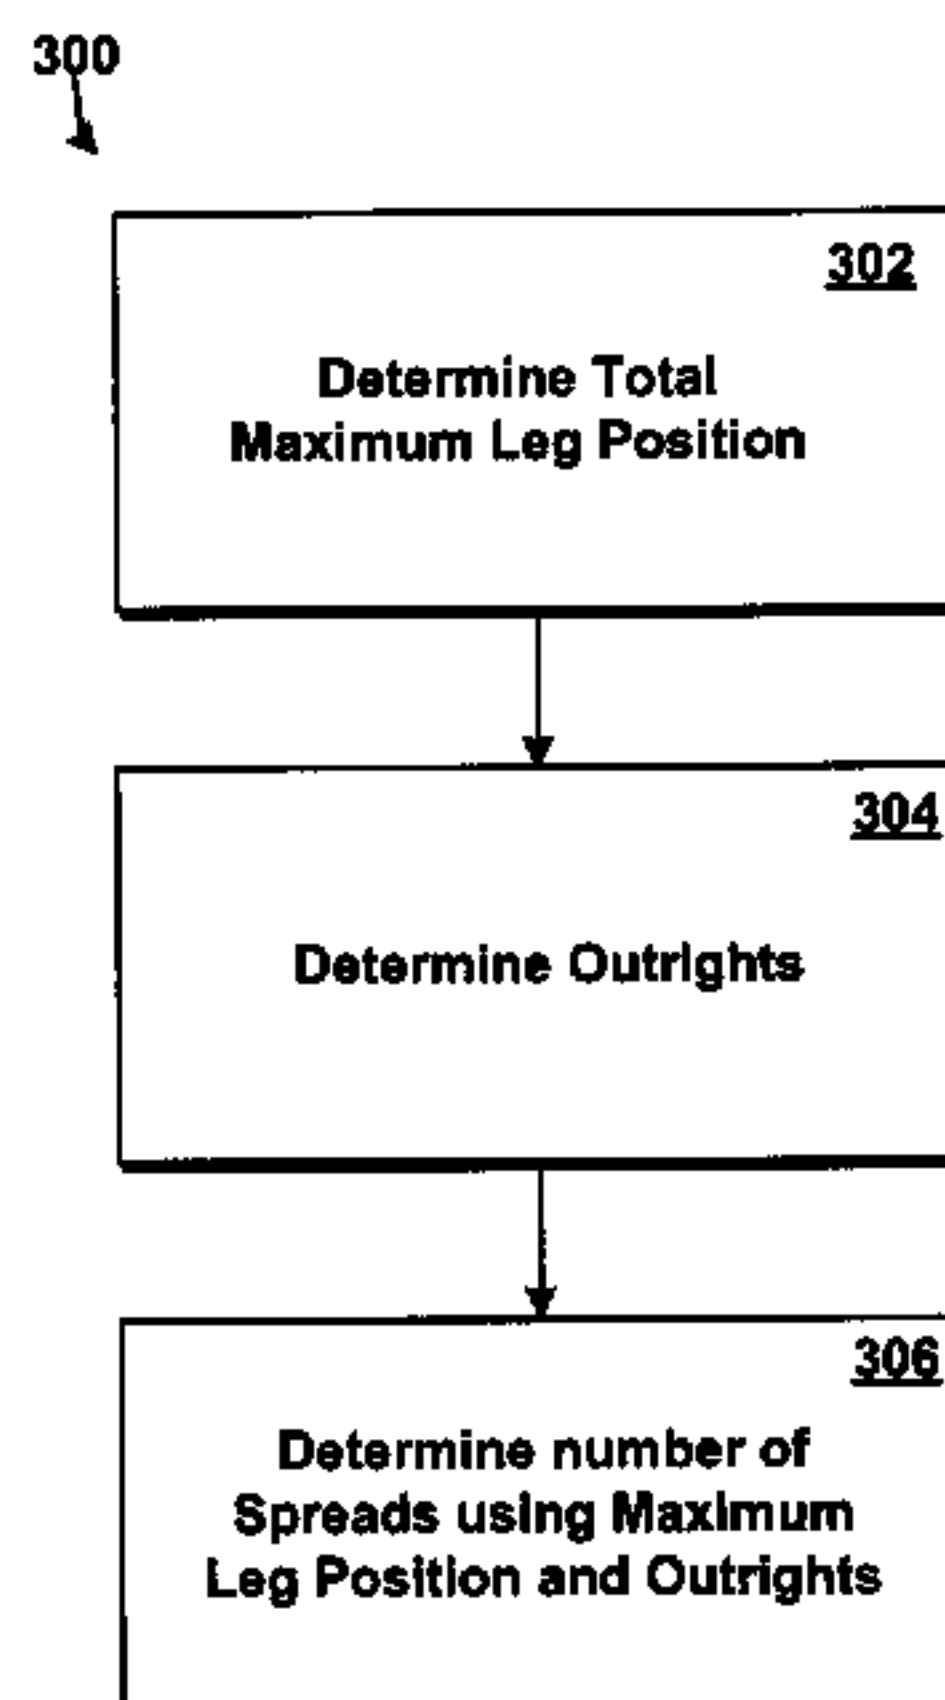 300
302
Determine Total
Maximum Leg Position
304
Determine Outrights
306
Determine number of
Spreads using Maximum
Leg Position and Outrights